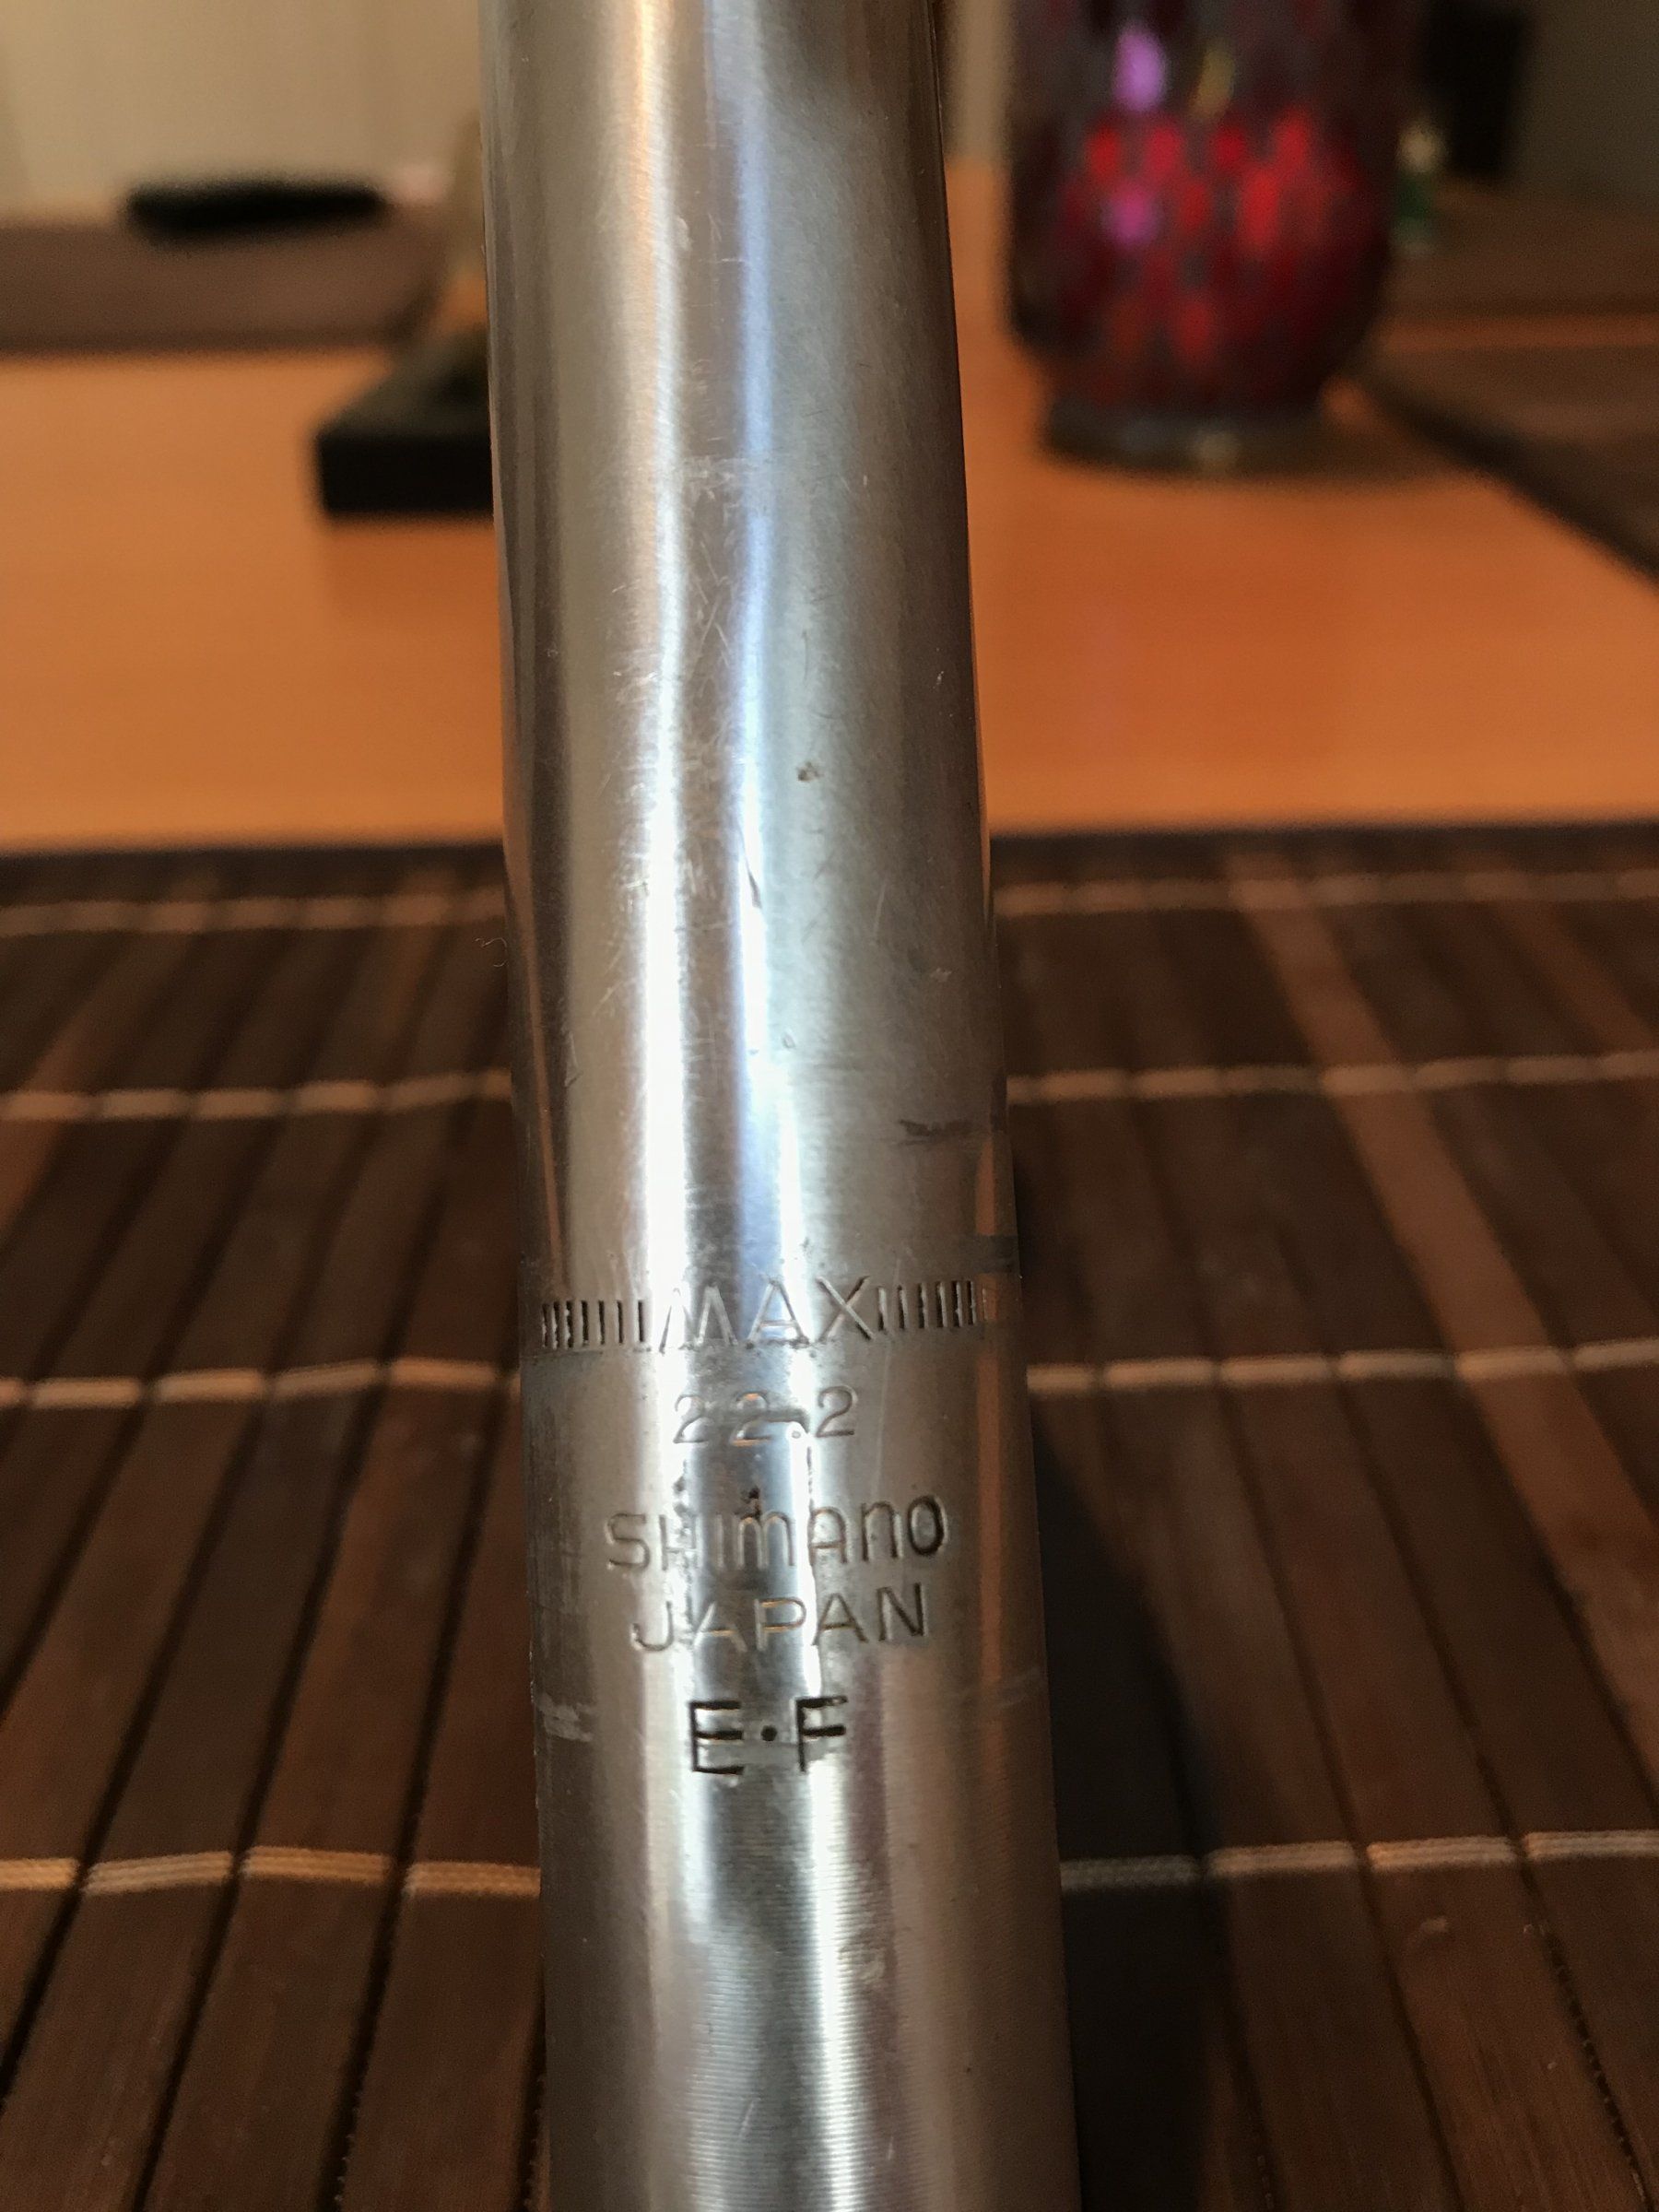 MAX
22.2
SHimAnO
JAPAN
E·F